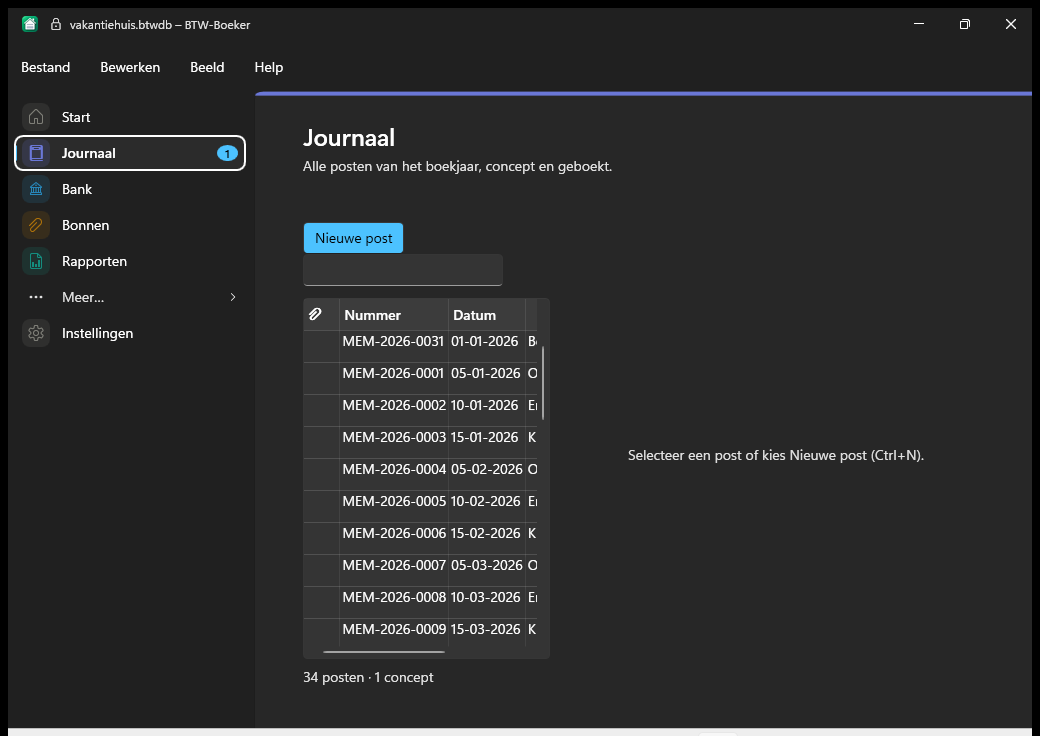 vakantiehuis.btwdb – BTW-Boeker
Bestand Bewerken Beeld Help
Start
Journaal 1
Bank
Bonnen
Rapporten
Meer...
Instellingen
Journaal
Alle posten van het boekjaar, concept en geboekt.
Nieuwe post
Nummer Datum
MEM-2026-0031 01-01-2026
MEM-2026-0001 05-01-2026 O
MEM-2026-0002 10-01-2026
MEM-2026-0003 15-01-2026 K
MEM-2026-0004 05-02-2026 O
MEM-2026-0005 10-02-2026
MEM-2026-0006 15-02-2026 K
MEM-2026-0007 05-03-2026 O
MEM-2026-0008 10-03-2026
MEM-2026-0009 15-03-2026 K
34 posten · 1 concept
Selecteer een post of kies Nieuwe post (Ctrl+N).